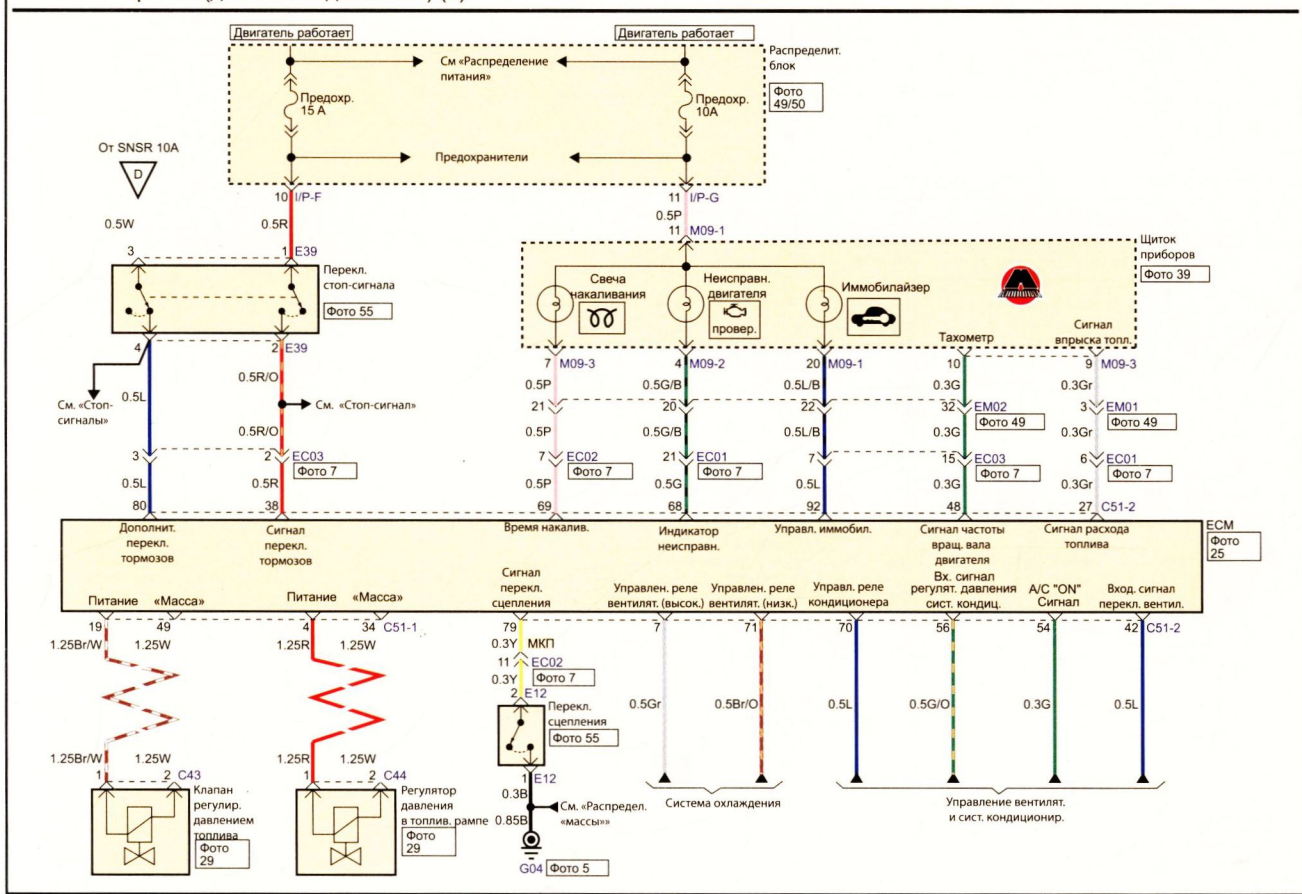 Двигатель работает
Двигатель работает
См «Распределение
питания»
Распределит.
блок
Фото
49/50
Предохр.
15 А
Предохр.
10А
От SNSR 10A
D
Предохранители
10 I/P-F
11 I/P-G
0.5W
0.5R
0.5P
11 M09-1
3
1 E39
Щиток
приборов
Фото 39
Перекл.
стоп-сигнала
Фото 55
Свеча
накаливания
Неисправн.
двигателя
провер.
Иммобилайзер
Тахометр
Сигнал
впрыска топл.
4
2 E39
7 M09-3
4 M09-2
20 M09-1
10
9 M09-3
См. «Стоп-
сигналы»
0.5L
0.5R/O
См. «Стоп-сигнал»
0.5R/O
0.5P
0.5G/B
0.5L/B
0.3G
0.3Gr
21
20
22
32 EM02
Фото 49
3 EM01
Фото 49
0.5P
0.5G/B
0.5L/B
0.3G
0.3Gr
3
2 EC03
Фото 7
7 EC02
Фото 7
21 EC01
Фото 7
7
15 EC03
Фото 7
6 EC01
Фото 7
0.5L
0.5R
0.5P
0.5G
0.5L
0.3G
0.3Gr
80
38
69
68
92
48
27 C51-2
ECM
Фото
25
Дополнит.
перекл.
тормозов
Сигнал
перекл.
тормозов
Время накалив.
Индикатор
неисправн.
Управл. иммобил.
Сигнал частоты
вращ. вала
двигателя
Сигнал расхода
топлива
Питание «Масса»
Питание «Масса»
Сигнал
перекл.
сцепления
Управлен. реле
вентилят. (высок.)
Управлен. реле
вентилят. (низк.)
Управл. реле
кондиционера
Вх. сигнал
регулят. давления
сист. кондиц.
A/C "ON"
Сигнал
Вход. сигнал
перекл. вентил.
19
49
4
34 C51-1
79
7
71
70
56
54
42 C51-2
1.25Br/W
1.25W
1.25R
1.25W
0.3Y МКП
11 EC02
Фото 7
0.3Y
2 E12
Перекл.
сцепления
Фото 55
0.5Gr
0.5Br/O
0.5L
0.5G/O
0.3G
0.5L
1.25Br/W
1.25W
1.25R
1.25W
1
2 C43
1
2 C44
1 E12
0.3B
См. «Распредел.
«массы»»
0.85B
G04 Фото 5
Клапан
регулир.
давлением
топлива
Фото
29
Регулятор
давления
в топлив. рампе
Фото
29
Система охлаждения
Управление вентилят.
и сист. кондиционир.